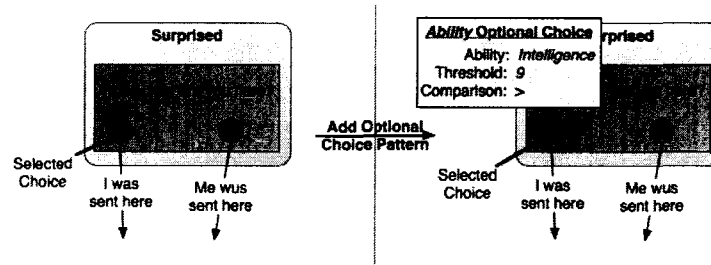 Surprised
Selected
Choice
I was
sent here
Me wus
sent here
Add Optional
Choice Pattern
Ability Optional Choice
Ability: Intelligence
Threshold: 9
Comparison: >
rprised
Selected
Choice
I was
sent here
Me wus
sent here